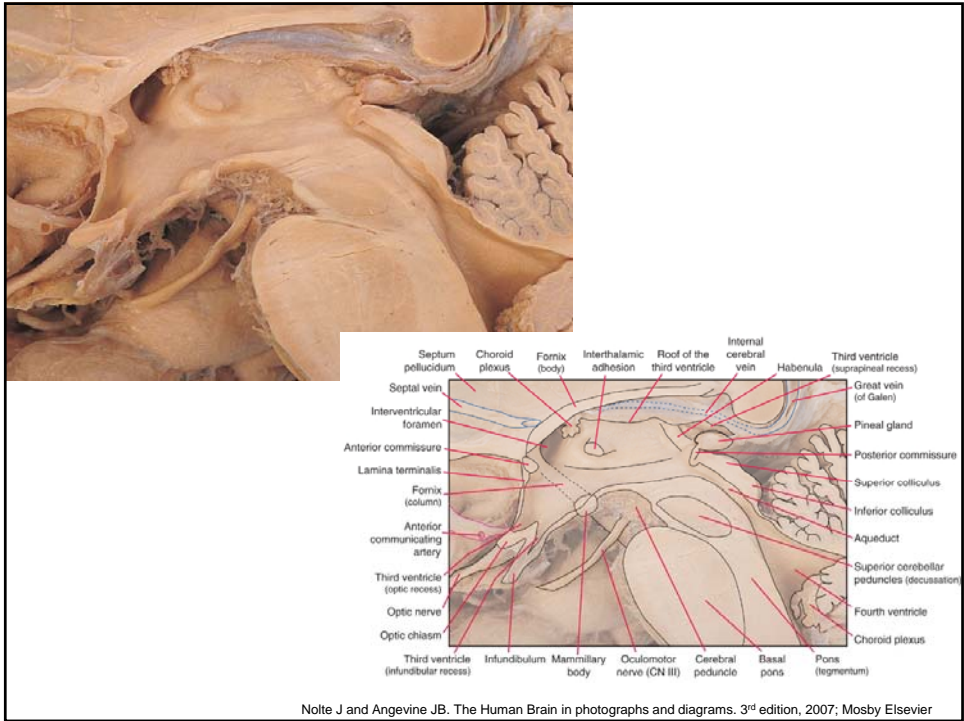 Septum
pellucidum
Choroid
plexus
Fornix
(body)
Interthalamic
adhesion
Roof of the
third ventricle
Internal
cerebral
vein
Habenula
Third ventricle
(suprapineal recess)
Septal vein
Interventricular
foramen
Anterior commissure
Lamina terminalis
Fornix
(column)
Anterior
communicating
artery
Third ventricle
(optic recess)
Optic nerve
Optic chiasm
Great vein
(of Galen)
Pineal gland
Posterior commissure
Superior colliculus
Inferior colliculus
Aqueduct
Superior cerebellar
peduncles (decussation)
Fourth ventricle
Choroid plexus
Third ventricle
(infundibular recess)
Infundibulum
Mammillary
body
Oculomotor
nerve (CN III)
Cerebral
peduncle
Basal
pons
Pons
(tegmentum)
Nolte J and Angevine JB. The Human Brain in photographs and diagrams. 3rd edition, 2007; Mosby Elsevier